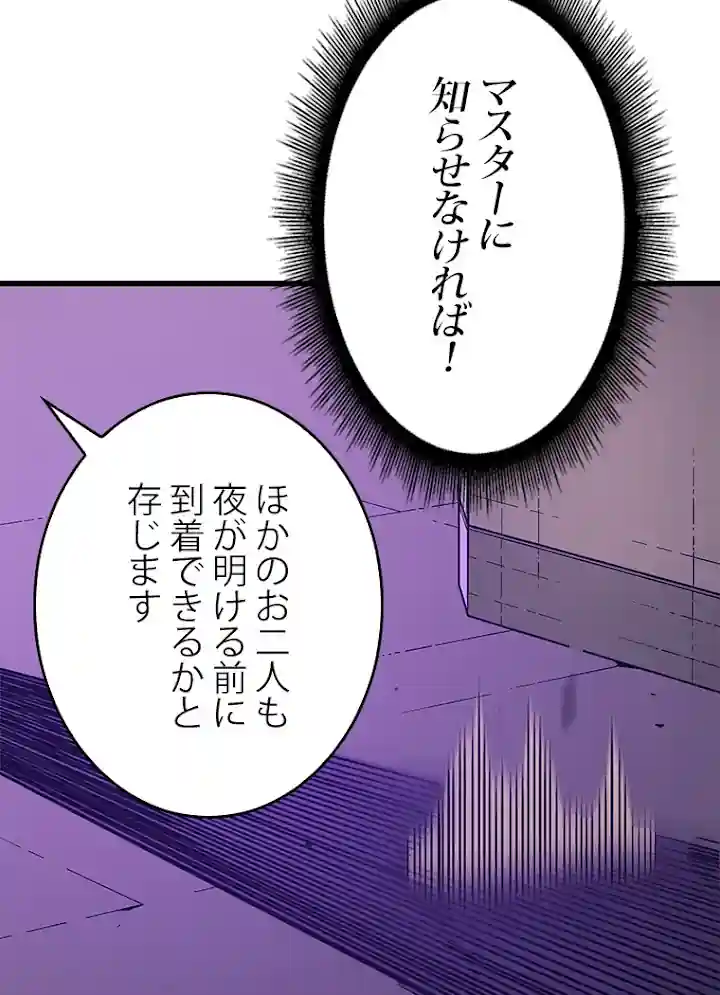 マスターに
知らせなければ!
ほかのお二人も
夜が明ける前に
到着できるかと
存じます